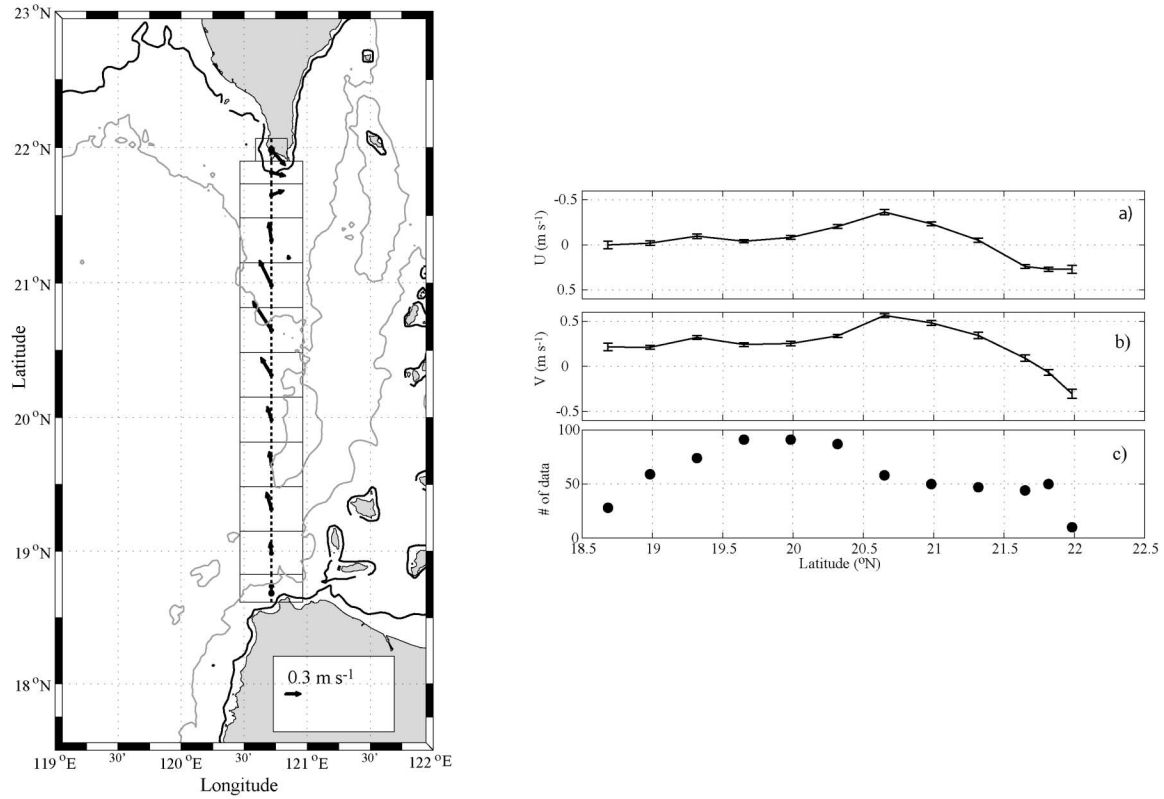 23°N
22°N
21°N
20°N
19°N
18°N
Latitude
0.3 m s⁻¹
119°E
30'
120°E
30'
121°E
30'
122°E
Longitude
-0.5
0
0.5
U (m s⁻¹)
a)
0.5
0
-0.5
V (m s⁻¹)
b)
100
50
0
# of data
c)
18.5
19
19.5
20
20.5
21
21.5
22
22.5
Latitude (°N)